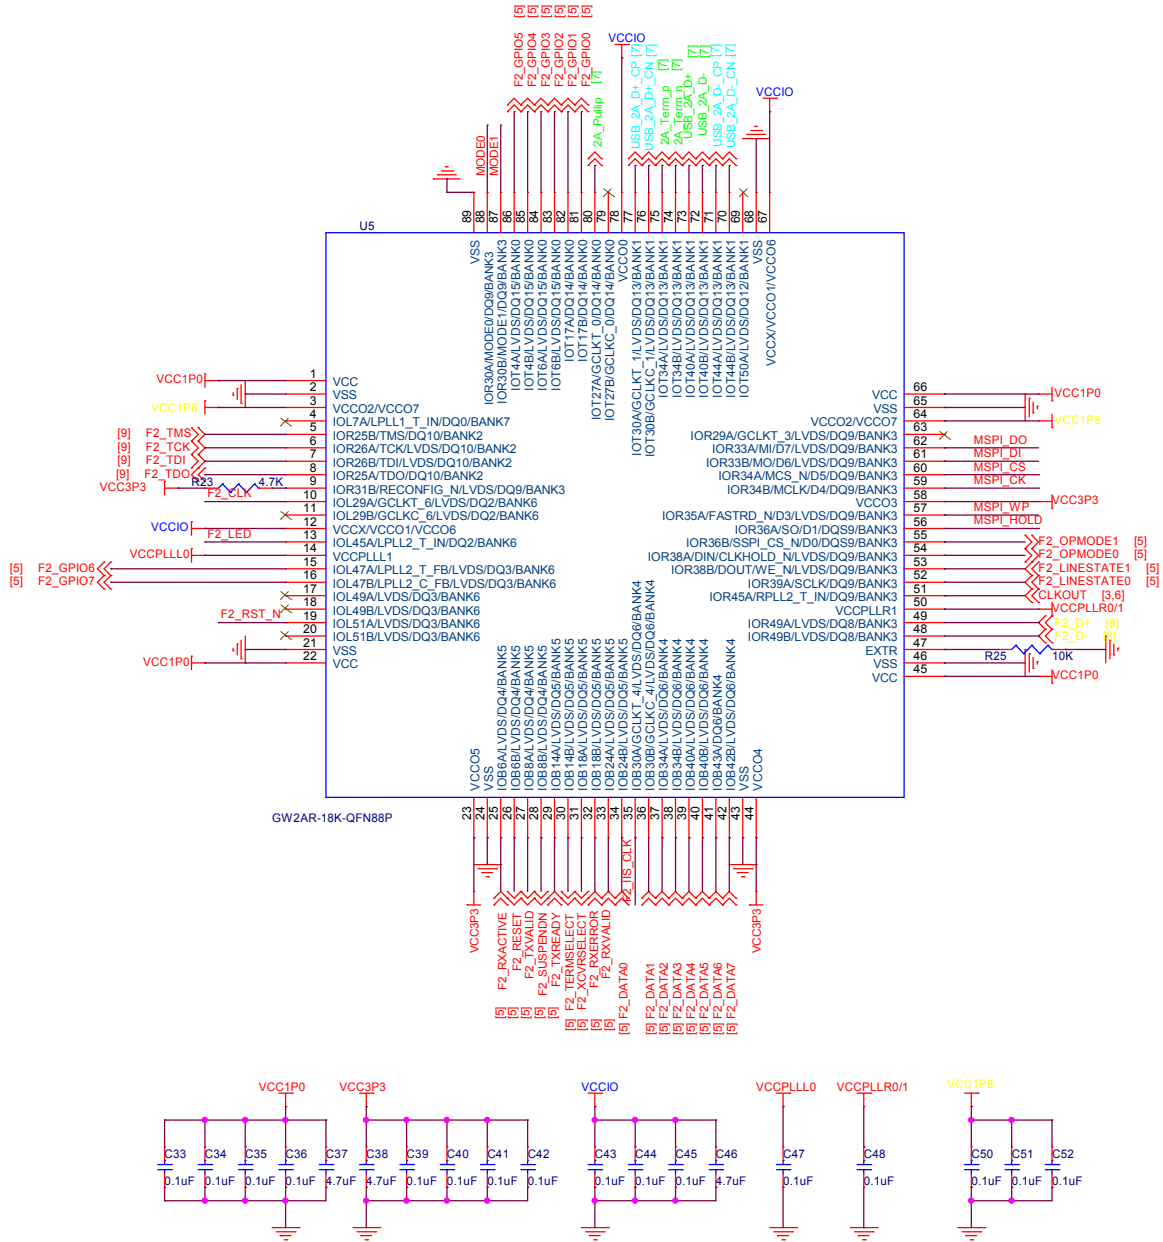 [5] [5] [5] [5] [5] [5]
F2_GPIO5
F2_GPIO4
F2_GPIO3
F2_GPIO2
F2_GPIO1
F2_GPIO0
2A_Pullip [7]
VCCIO
USB_2A_D+_CP [7]
USB_2A_D+_CN [7]
2A_Term_p [7]
2A_Term_n [7]
USB_2A_D+ [7]
USB_2A_D- [7]
USB_2A_D-_CP [7]
USB_2A_D-_CN [7]
VCCIO
MODE0
MODE1
U5
89 VSS
88 IOR30A/MODE0/DQ9/BANK3
87 IOR30B/MODE1/DQ9/BANK3
86 IOT4A/LVDS/DQ15/BANK0
85 IOT4B/LVDS/DQ15/BANK0
84 IOT6A/LVDS/DQ15/BANK0
83 IOT6B/LVDS/DQ15/BANK0
82 IOT17A/DQ14/BANK0
81 IOT17B/DQ14/BANK0
80 IOT27A/GCLKT_0/DQ14/BANK0
79 IOT27B/GCLKC_0/DQ14/BANK0
78 VCCO0
77 IOT30A/GCLKT_1/LVDS/DQ13/BANK1
76 IOT30B/GCLKC_1/LVDS/DQ13/BANK1
75 IOT34A/LVDS/DQ13/BANK1
74 IOT34B/LVDS/DQ13/BANK1
73 IOT40A/LVDS/DQ13/BANK1
72 IOT40B/LVDS/DQ13/BANK1
71 IOT44A/LVDS/DQ12/BANK1
70 IOT44B/LVDS/DQ12/BANK1
69 IOT50A/LVDS/DQ12/BANK1
68 VSS
67 VCCX/VCCO1/VCCO6
VCC1P0 1 VCC
2 VSS
VCC1P8 3 VCCO2/VCCO7
4 IOL7A/LPLL1_T_IN/DQ0/BANK7
[9] F2_TMS 5 IOR25B/TMS/DQ10/BANK2
[9] F2_TCK 6 IOR26A/TCK/LVDS/DQ10/BANK2
[9] F2_TDI 7 IOR26B/TDI/LVDS/DQ10/BANK2
[9] F2_TDO 8 IOR25A/TDO/DQ10/BANK2
VCC3P3 R23 4.7K 9 IOR31B/RECONFIG_N/LVDS/DQ9/BANK3
F2_CLK 10 IOL29A/GCLKT_6/LVDS/DQ2/BANK6
11 IOL29B/GCLKC_6/LVDS/DQ2/BANK6
VCCIO 12 VCCX/VCCO1/VCCO6
F2_LED 13 IOL45A/LPLL2_T_IN/DQ2/BANK6
VCCPLLL0 14 VCCPLLL1
[5] F2_GPIO6 15 IOL47A/LPLL2_T_FB/LVDS/DQ3/BANK6
[5] F2_GPIO7 16 IOL47B/LPLL2_C_FB/LVDS/DQ3/BANK6
17 IOL49A/LVDS/DQ3/BANK6
18 IOL49B/LVDS/DQ3/BANK6
F2_RST_N 19 IOL51A/LVDS/DQ3/BANK6
20 IOL51B/LVDS/DQ3/BANK6
21 VSS
VCC1P0 22 VCC
VCC 66 VCC1P0
VSS 65
VCCO2/VCCO7 64 VCC1P8
IOR29A/GCLKT_3/LVDS/DQ9/BANK3 63
IOR33A/MI/D7/LVDS/DQ9/BANK3 62 MSPI_DO
IOR33B/MO/D6/LVDS/DQ9/BANK3 61 MSPI_DI
IOR34A/MCS_N/D5/DQ9/BANK3 60 MSPI_CS
IOR34B/MCLK/D4/DQ9/BANK3 59 MSPI_CK
VCCO3 58 VCC3P3
IOR35A/FASTRD_N/D3/LVDS/DQ9/BANK3 57 MSPI_WP
IOR36A/SO/D1/DQS9/BANK3 56 MSPI_HOLD
IOR36B/SSPI_CS_N/D0/DQS9/BANK3 55 F2_OPMODE1 [5]
IOR38A/DIN/CLKHOLD_N/LVDS/DQ9/BANK3 54 F2_OPMODE0 [5]
IOR38B/DOUT/WE_N/LVDS/DQ9/BANK3 53 F2_LINESTATE1 [5]
IOR39A/SCLK/DQ9/BANK3 52 F2_LINESTATE0 [5]
IOR45A/RPLL2_T_IN/DQ9/BANK3 51 CLKOUT [3,6]
VCCPLLR1 50 VCCPLLR0/1
IOR49A/LVDS/DQ8/BANK3 49 F2_D+ [8]
IOR49B/LVDS/DQ8/BANK3 48 F2_D- [8]
EXTR 47 R25 10K
VSS 46
VCC 45 VCC1P0
23 VCCO5
24 VSS
25 IOB6A/LVDS/DQ4/BANK5
26 IOB6B/LVDS/DQ4/BANK5
27 IOB8A/LVDS/DQ4/BANK5
28 IOB8B/LVDS/DQ4/BANK5
29 IOB14A/LVDS/DQ5/BANK5
30 IOB14B/LVDS/DQ5/BANK5
31 IOB18A/LVDS/DQ5/BANK5
32 IOB18B/LVDS/DQ5/BANK5
33 IOB24A/LVDS/DQ5/BANK5
34 IOB24B/LVDS/DQ5/BANK5
35 IOB30A/GCLKT_4/LVDS/DQ6/BANK4
36 IOB30B/GCLKC_4/LVDS/DQ6/BANK4
37 IOB34A/LVDS/DQ6/BANK4
38 IOB34B/LVDS/DQ6/BANK4
39 IOB40A/LVDS/DQ6/BANK4
40 IOB40B/LVDS/DQ6/BANK4
41 IOB43A/DQ6/BANK4
42 IOB42B/LVDS/DQ6/BANK4
43 VSS
44 VCCO4
GW2AR-18K-QFN88P
VCC3P3
[5] F2_RXACTIVE
[5] F2_RESET
[5] F2_TXVALID
[5] F2_SUSPENDN
[5] F2_TXREADY
[5] F2_TERMSELECT
[5] F2_XCVRSELECT
[5] F2_RXERROR
[5] F2_RXVALID
[5] F2_DATA0
F2_IIS_CLK
[5] F2_DATA1
[5] F2_DATA2
[5] F2_DATA3
[5] F2_DATA4
[5] F2_DATA5
[5] F2_DATA6
[5] F2_DATA7
VCC3P3
VCC1P0 VCC3P3 VCCIO VCCPLLL0 VCCPLLR0/1 VCC1P8
C33 C34 C35 C36 C37 C38 C39 C40 C41 C42 C43 C44 C45 C46 C47 C48 C50 C51 C52
0.1uF 0.1uF 0.1uF 0.1uF 4.7uF 4.7uF 0.1uF 0.1uF 0.1uF 0.1uF 0.1uF 0.1uF 0.1uF 4.7uF 0.1uF 0.1uF 0.1uF 0.1uF 0.1uF